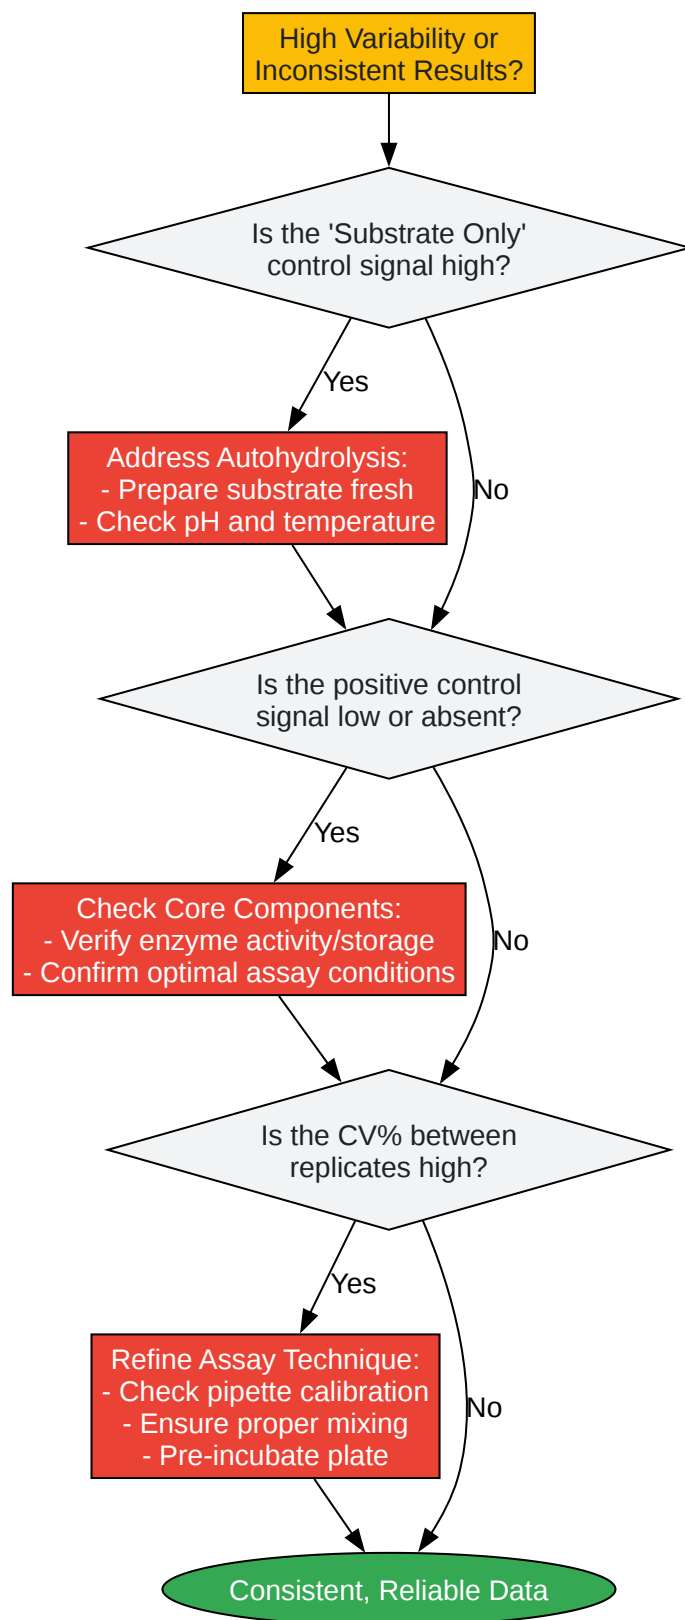 High Variability or
Inconsistent Results?
Is the 'Substrate Only'
control signal high?
Yes
Address Autohydrolysis:
- Prepare substrate fresh
- Check pH and temperature
No
Is the positive control
signal low or absent?
Yes
Check Core Components:
- Verify enzyme activity/storage
- Confirm optimal assay conditions
No
Is the CV% between
replicates high?
Yes
Refine Assay Technique:
- Check pipette calibration
- Ensure proper mixing
- Pre-incubate plate
No
Consistent, Reliable Data